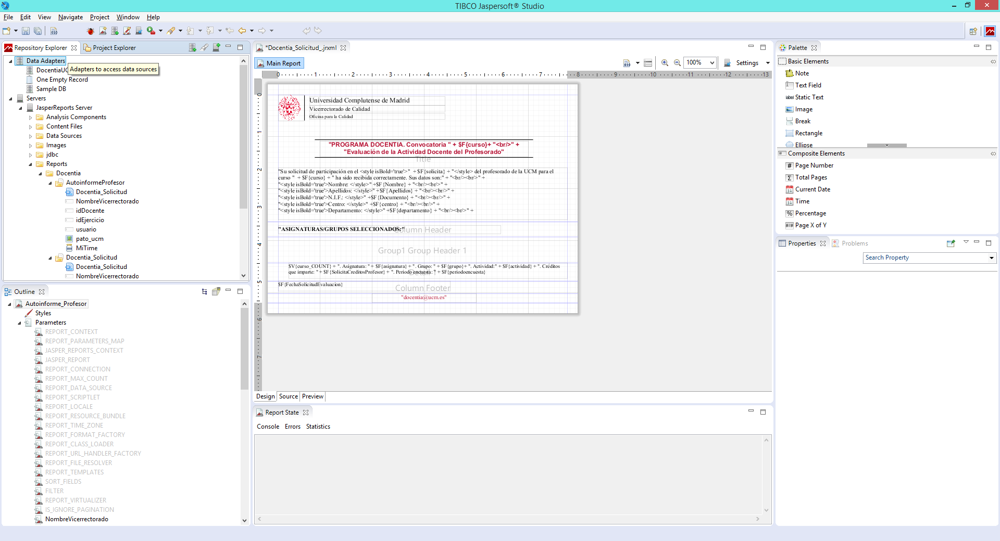 TIBCO Jaspersoft® Studio
File Edit View Navigate Project Window Help
Repository Explorer
Project Explorer
Data Adapters
Adapters to access data sources
One Empty Record
Sample DB
Servers
JasperReports Server
Analysis Components
Content Files
Data Sources
Images
jdbc
Reports
Docentia
AutoinformeProfesor
Docentia_Solicitud
NombreVicerrectorado
idDocente
idEjercicio
usuario
pato_ucm
MiTime
Docentia_Solicitud
Docentia_Solicitud
NombreVicerrectorado
Outline
Autoinforme_Profesor
Styles
Parameters
REPORT_CONTEXT
REPORT_PARAMETERS_MAP
JASPER_REPORTS_CONTEXT
JASPER_REPORT
REPORT_CONNECTION
REPORT_MAX_COUNT
REPORT_DATA_SOURCE
REPORT_SCRIPTLET
REPORT_LOCALE
REPORT_RESOURCE_BUNDLE
REPORT_TIME_ZONE
REPORT_FORMAT_FACTORY
REPORT_CLASS_LOADER
REPORT_URL_HANDLER_FACTORY
REPORT_FILE_RESOLVER
REPORT_TEMPLATES
SORT_FIELDS
FILTER
REPORT_VIRTUALIZER
IS_IGNORE_PAGINATION
NombreVicerrectorado
*Docentia_Solicitud_.jrxml
Main Report
100%
Settings
0 1 2 3 4 5 6 7 8 9 10 11 12 13
0
1
2
3
4
5
6
7
Universidad Complutense de Madrid
Vicerrectorado de Calidad
Oficina para la Calidad
"PROGRAMA DOCENTIA. Convocatoria " + $F{curso}+ "<br/>" +
"Evaluación de la Actividad Docente del Profesorado"
Title
"Su solicitud de participación en el <style isBold='true'>" + $F{solicita} + "</style> del profesorado de la UCM para el
curso " + $F{curso} + " ha sido recibida correctamente. Sus datos son:" + "<br/><br>" +
"<style isBold='true'>Nombre: </style>" +$F{Nombre} + "<br/><br>" +
"<style isBold='true'>Apellidos: </style>" +$F{Apellidos} + "<br/><br>" +
"<style isBold='true'>N.I.F.: </style>" +$F{Documento} + "<br/><br>" +
"<style isBold='true'>Centro: </style>" +$F{centro} + "<br/><br>" +
"<style isBold='true'>Departamento: </style>" +$F{departamento} + "<br/><br>" +
"ASIGNATURAS/GRUPOS SELECCIONADOS:"
Column Header
Group1 Group Header 1
$V{curso_COUNT} + ". Asignatura: " + $F{asignatura} + ". Grupo: " + $F{grupo}+ ". Actividad:" + $F{actividad} + ". Créditos
que imparte: " + $F{SolicitaCreditosProfesor} + ". Periodo encuesta: " + $F{periodoencuesta}
$F{FechaSolicitudEvaluacion}
Column Footer
"docentia@ucm.es"
Design Source Preview
Report State
Console Errors Statistics
Palette
Basic Elements
Note
Text Field
Static Text
Image
Break
Rectangle
Ellipse
Composite Elements
Page Number
Total Pages
Current Date
Time
Percentage
Page X of Y
Properties
Problems
Search Property